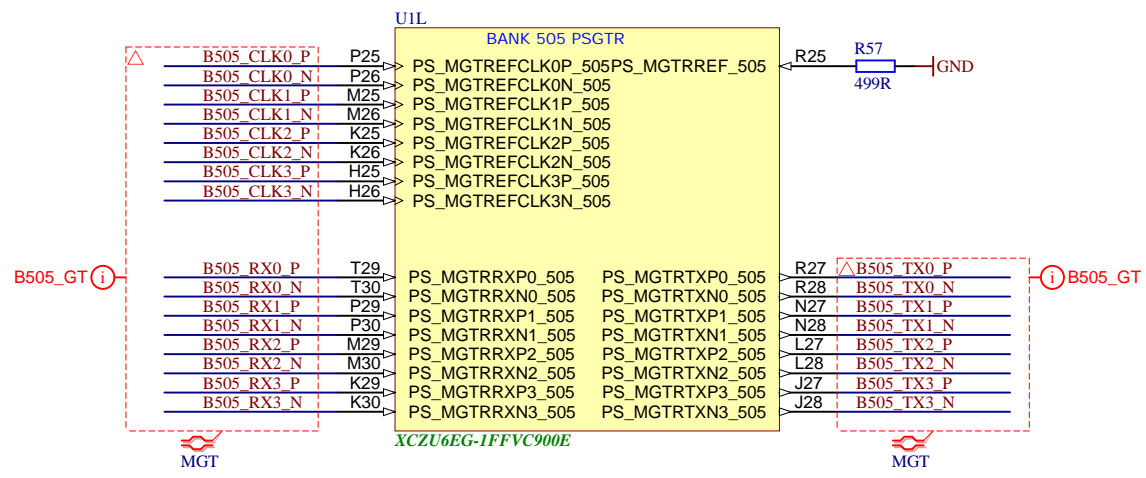 U1L
BANK 505 PSGTR
B505_CLK0_P P25 PS_MGTREFCLK0P_505 PS_MGTRREF_505 R25 R57 GND
499R
B505_CLK0_N P26 PS_MGTREFCLK0N_505
B505_CLK1_P M25 PS_MGTREFCLK1P_505
B505_CLK1_N M26 PS_MGTREFCLK1N_505
B505_CLK2_P K25 PS_MGTREFCLK2P_505
B505_CLK2_N K26 PS_MGTREFCLK2N_505
B505_CLK3_P H25 PS_MGTREFCLK3P_505
B505_CLK3_N H26 PS_MGTREFCLK3N_505
B505_GT i
B505_RX0_P T29 PS_MGTRRXP0_505 PS_MGTRTXP0_505 R27 B505_TX0_P
i B505_GT
B505_RX0_N T30 PS_MGTRRXN0_505 PS_MGTRTXN0_505 R28 B505_TX0_N
B505_RX1_P P29 PS_MGTRRXP1_505 PS_MGTRTXP1_505 N27 B505_TX1_P
B505_RX1_N P30 PS_MGTRRXN1_505 PS_MGTRTXN1_505 N28 B505_TX1_N
B505_RX2_P M29 PS_MGTRRXP2_505 PS_MGTRTXP2_505 L27 B505_TX2_P
B505_RX2_N M30 PS_MGTRRXN2_505 PS_MGTRTXN2_505 L28 B505_TX2_N
B505_RX3_P K29 PS_MGTRRXP3_505 PS_MGTRTXP3_505 J27 B505_TX3_P
B505_RX3_N K30 PS_MGTRRXN3_505 PS_MGTRTXN3_505 J28 B505_TX3_N
XCZU6EG-1FFVC900E
MGT
MGT